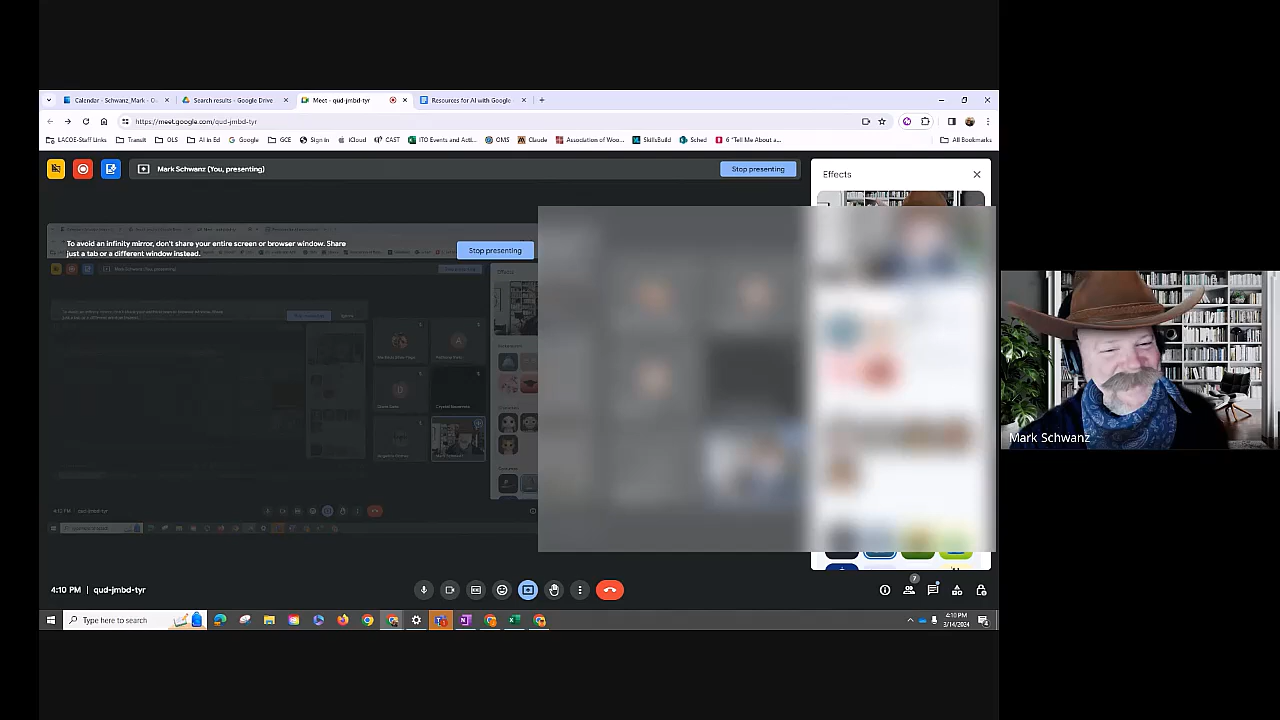 Calendar - Schwanz_Mark - O
Search results - Google Drive
Meet - qud-jmbd-tyr
Resources for AI with Google
https://meet.google.com/qud-jmbd-tyr
LACOE-Staff Links
Transit
OLS
AI in Ed
Google
GCE
Sign in
iCloud
CAST
ITO Events and Acti...
OMS
Claude
Association of Woo...
SkillsBuild
Sched
6 "Tell Me About a...
All Bookmarks
Mark Schwanz (You, presenting)
Stop presenting
Effects
To avoid an infinity mirror, don't share your entire screen or browser window. Share
just a tab or a different window instead.
Stop presenting
Mark Schwanz
4:10 PM | qud-jmbd-tyr
7
Type here to search
4:10 PM
3/14/2024